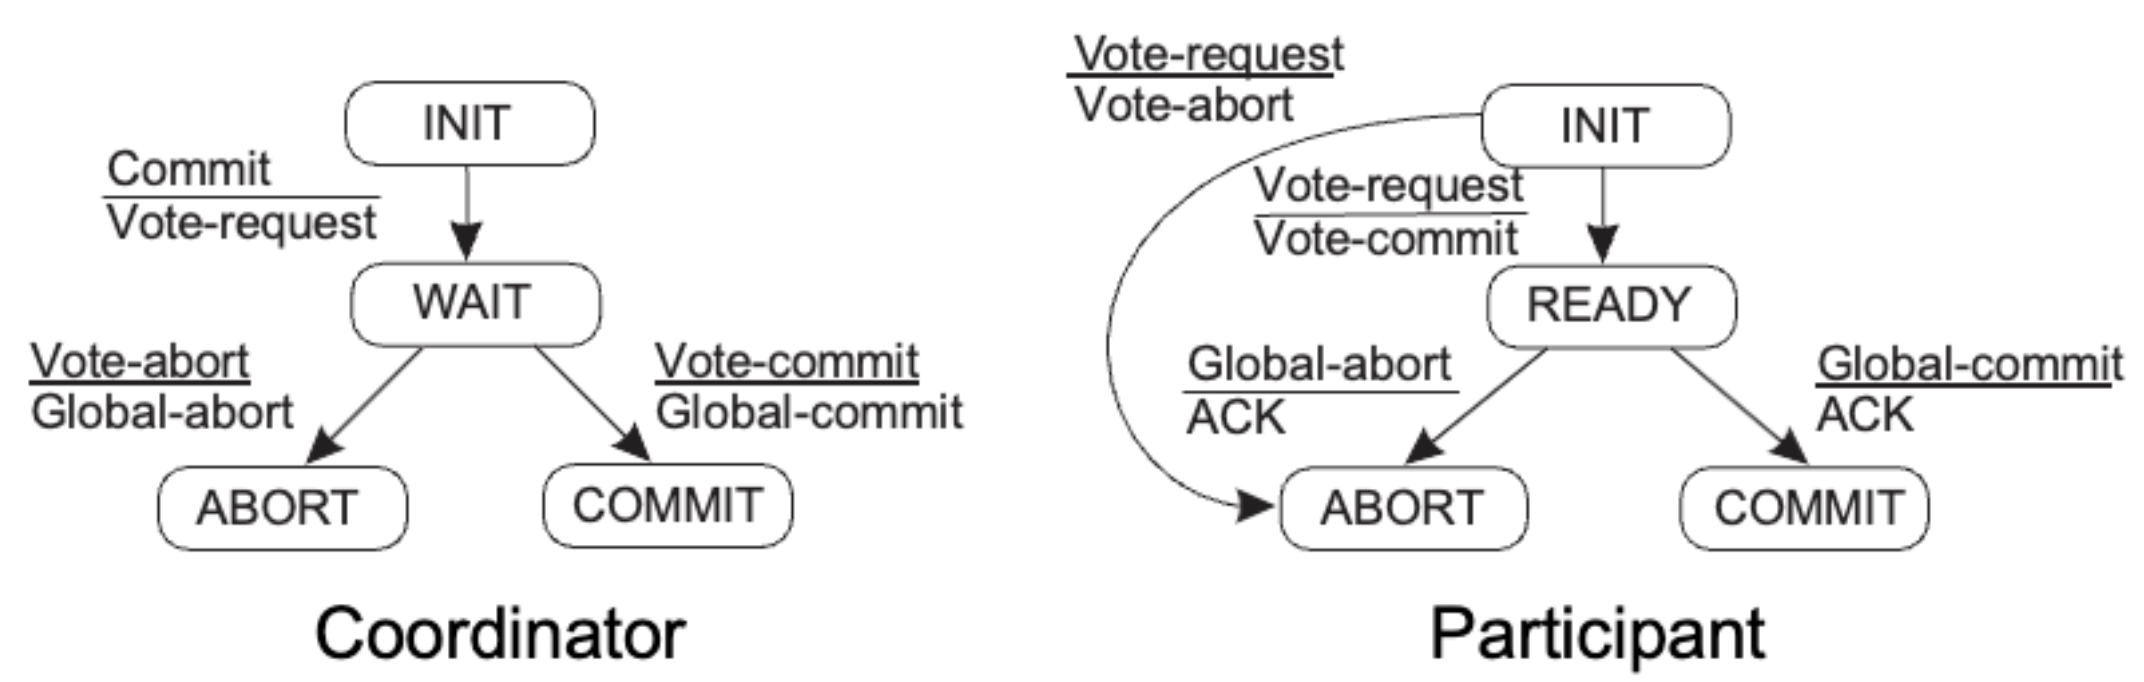 INIT
Commit
Vote-request
WAIT
Vote-abort
Global-abort
Vote-commit
Global-commit
ABORT
COMMIT
Coordinator
Vote-request
Vote-abort
INIT
Vote-request
Vote-commit
READY
Global-abort
ACK
Global-commit
ACK
ABORT
COMMIT
Participant